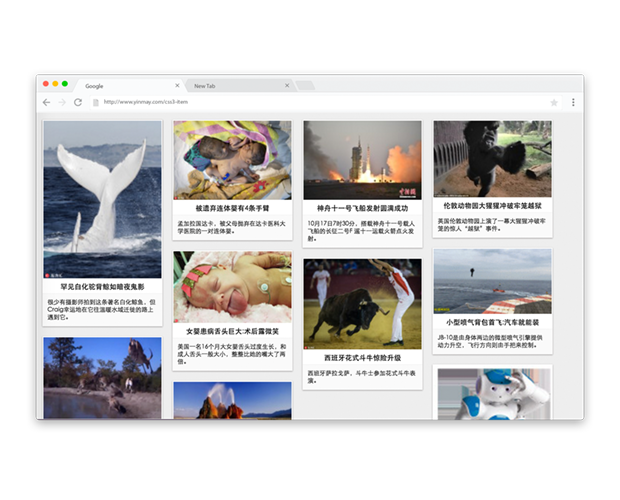 Google
New Tab
http://www.yinmay.com/css3-item
罕见白化驼背鲸如暗夜鬼影
很少有摄影师拍到这条著名白化鲸鱼，但
Craig幸运地在它往温暖水域迁徙的路上
遇到它。
被遗弃连体婴有4条手臂
孟加拉国达卡，被父母抛弃在达卡医科大
学医院的一对连体婴。
女婴患病舌头巨大:术后露微笑
美国一名16个月大女婴舌头过度生长，和
成人舌头一般大小，整整比她的嘴大了两
倍。
神舟十一号飞船发射圆满成功
10月17日7时30分，搭载神舟十一号载人
飞船的长征二号F 遥十一运载火箭点火发
射。
西班牙花式斗牛惊险升级
西班牙萨拉戈萨，斗牛士参加花式斗牛表
演。
伦敦动物园大猩猩冲破牢笼越狱
英国伦敦动物园上演了一幕大猩猩冲破牢
笼的惊人“越狱”事件。
小型喷气背包首飞:汽车就能装
JB-10是由身体两边的微型喷气引擎提供
动力升空，飞行方向则由手把来控制。